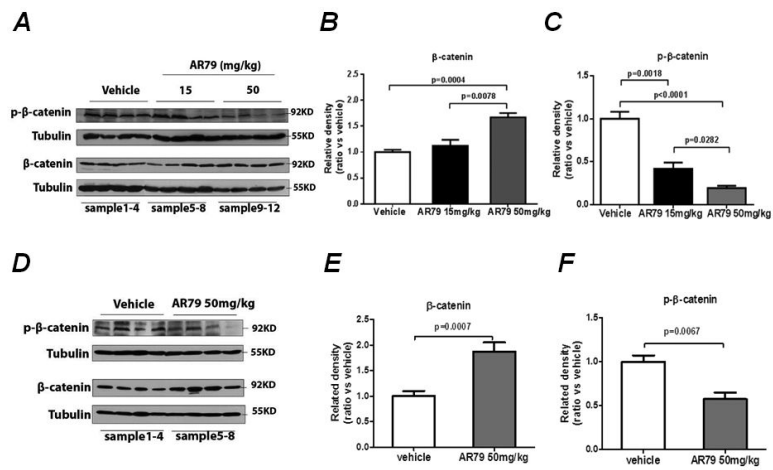 A
AR79 (mg/kg)
Vehicle 15 50
p-β-catenin 92KD
Tubulin 55KD
β-catenin 92KD
Tubulin 55KD
sample1-4 sample5-8 sample9-12
B
β-catenin
p=0.0004
p=0.0078
Relative density
(ratio vs vehicle)
2.5
2.0
1.5
1.0
0.5
0.0
Vehicle AR79 15mg/kg AR79 50mg/kg
C
p-β-catenin
p=0.0018
p<0.0001
p=0.0282
Relative density
(ratio vs vehicle)
1.5
1.0
0.5
0.0
Vehicle AR79 15mg/kg AR79 50mg/kg
D
Vehicle AR79 50mg/kg
p-β-catenin 92KD
Tubulin 55KD
β-catenin 92KD
Tubulin 55KD
sample1-4 sample5-8
E
β-catenin
p=0.0007
Related density
(ratio vs vehicle)
2.5
2.0
1.5
1.0
0.5
0.0
vehicle AR79 50mg/kg
F
p-β-catenin
p=0.0067
Related density
(ratio vs vehicle)
1.5
1.0
0.5
0.0
vehicle AR79 50mg/kg